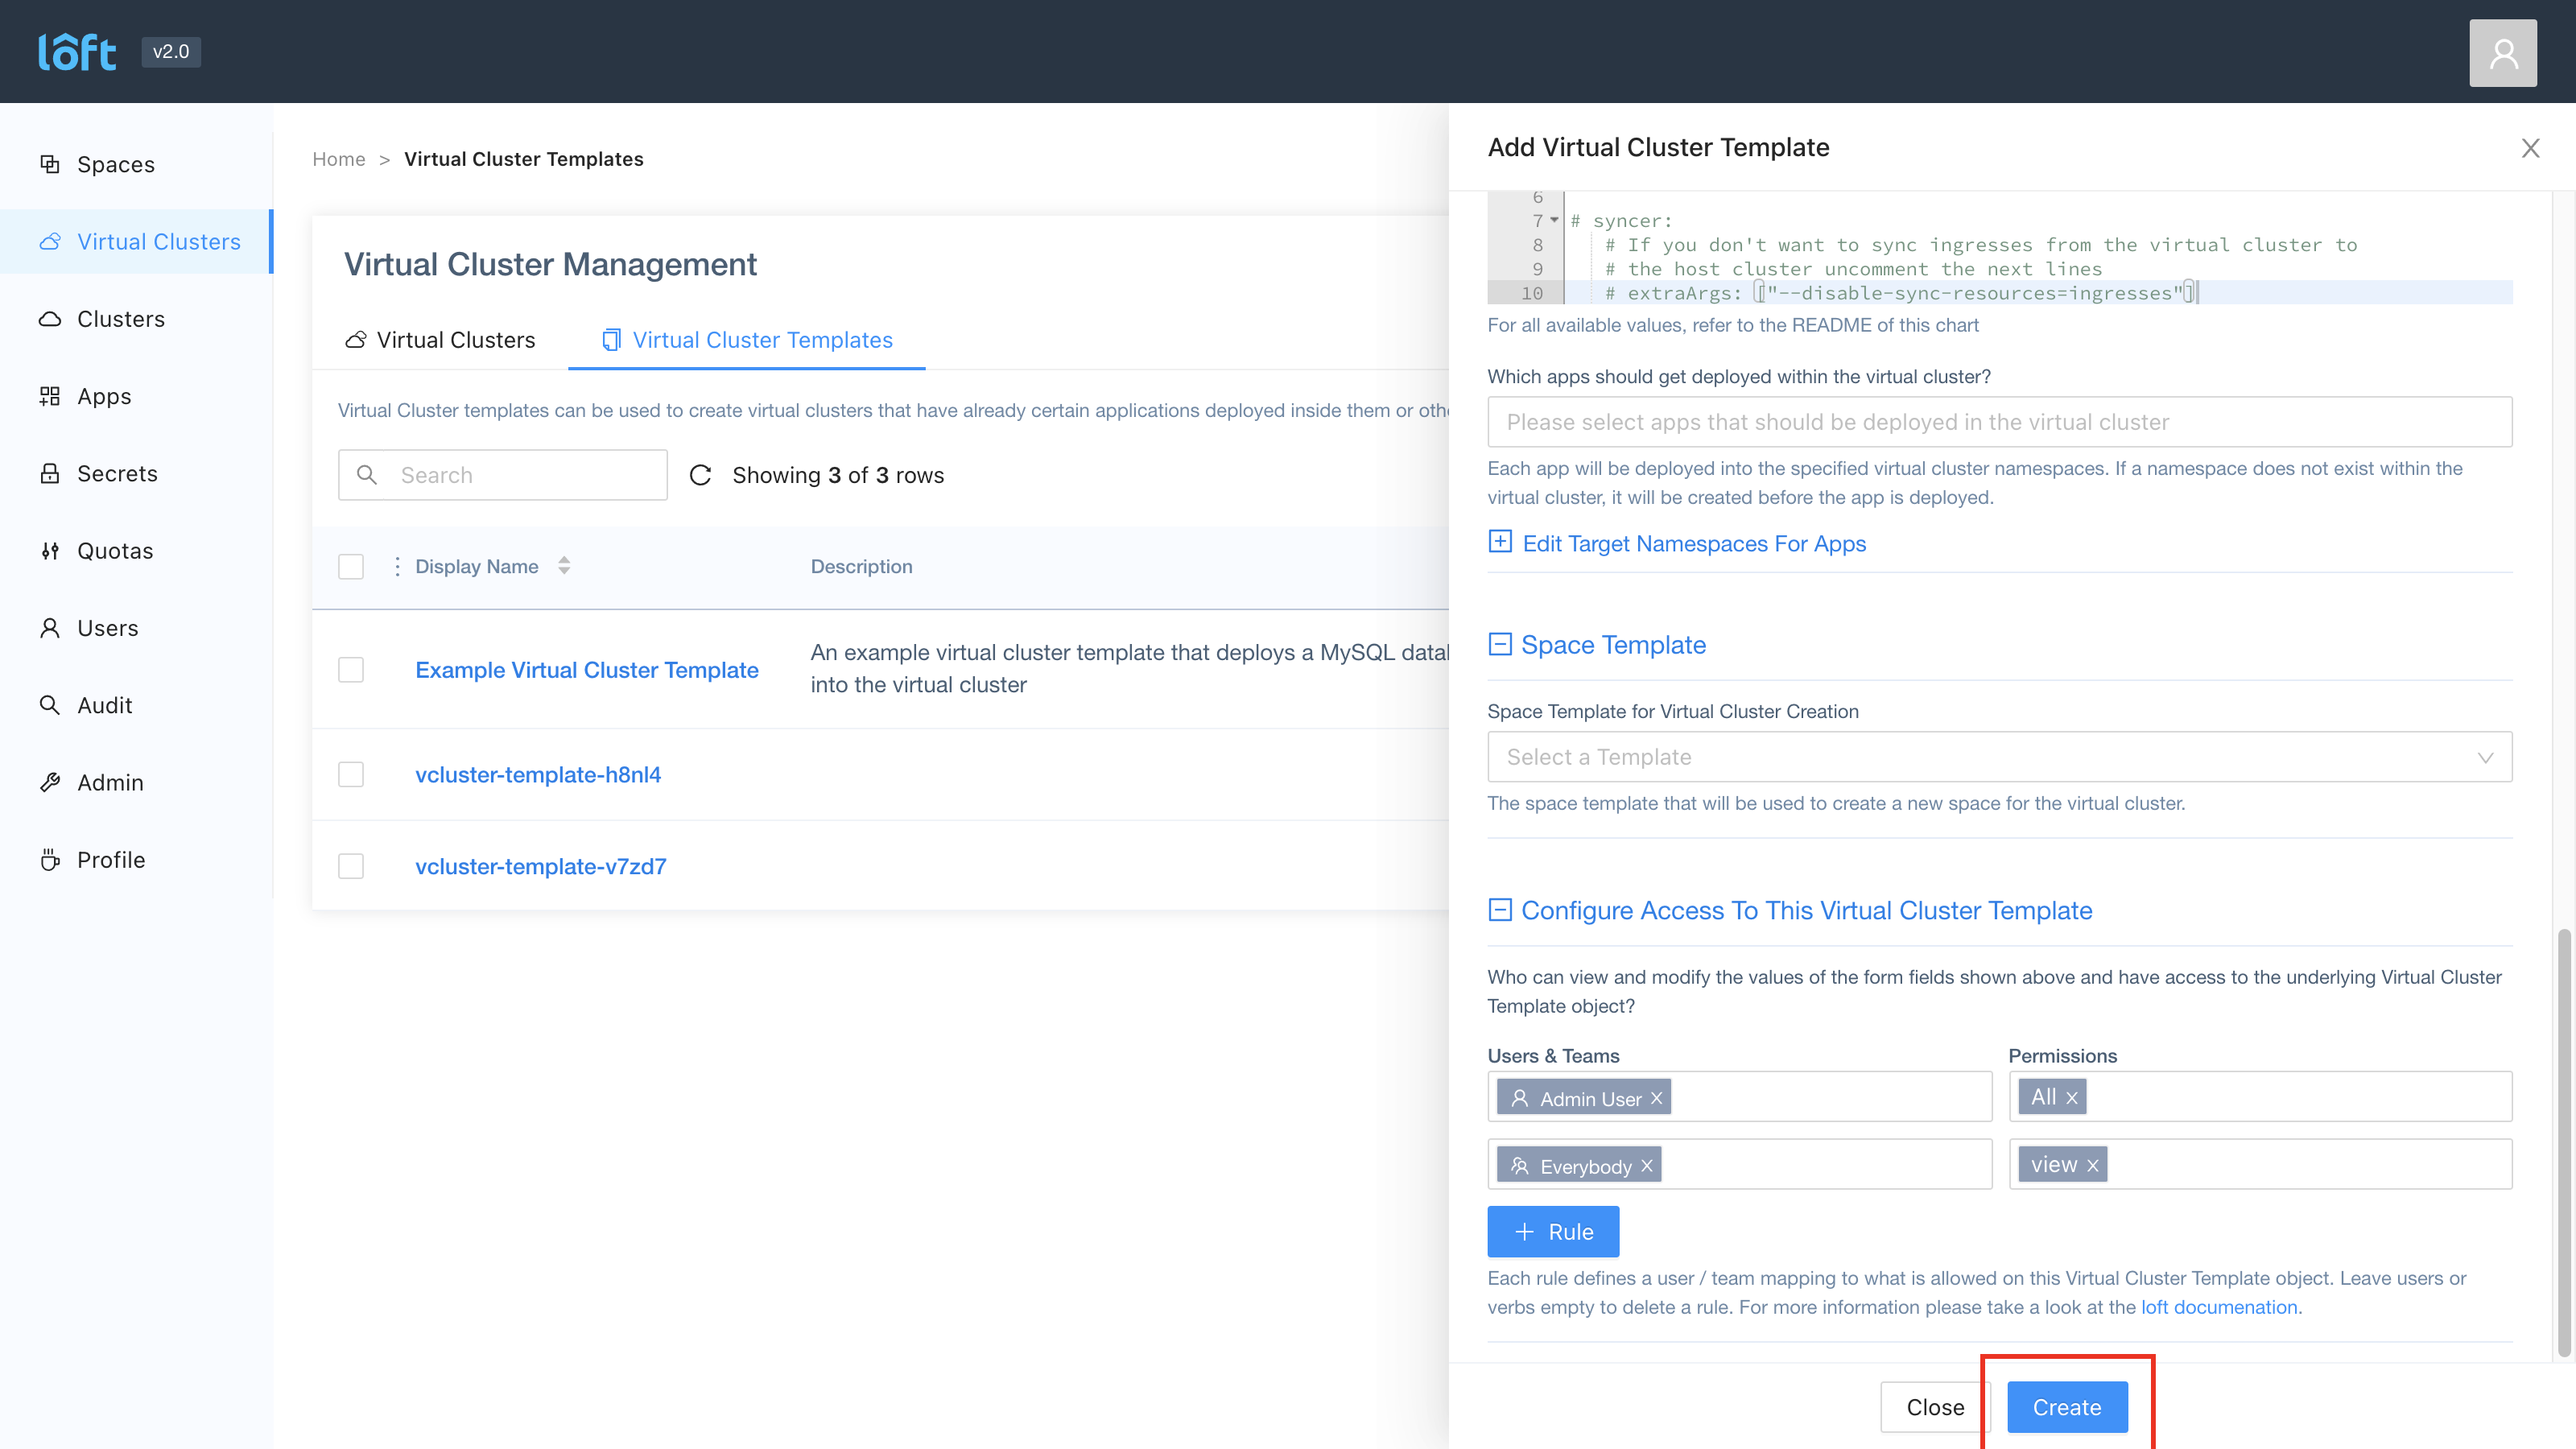 lôft v2.0
Spaces
Virtual Clusters
Clusters
Apps
Secrets
Quotas
Users
Audit
Admin
Profile
Home > Virtual Cluster Templates
Virtual Cluster Management
Virtual Clusters Virtual Cluster Templates
Virtual Cluster templates can be used to create virtual clusters that have already certain applications deployed inside them or
Search Showing 3 of 3 rows
Display Name Description
Example Virtual Cluster Template
An example virtual cluster template that deploys a MySQL
into the virtual cluster
vcluster-template-h8nl4
vcluster-template-v7zd7
Add Virtual Cluster Template
6
7 # syncer:
8 # If you don't want to sync ingresses from the virtual cluster to
9 # the host cluster uncomment the next lines
10 # extraArgs: ["--disable-sync-resources=ingresses"]
For all available values, refer to the README of this chart
Which apps should get deployed within the virtual cluster?
Please select apps that should be deployed in the virtual cluster
Each app will be deployed into the specified virtual cluster namespaces. If a namespace does not exist within the
virtual cluster, it will be created before the app is deployed.
Edit Target Namespaces For Apps
Space Template
Space Template for Virtual Cluster Creation
Select a Template
The space template that will be used to create a new space for the virtual cluster.
Configure Access To This Virtual Cluster Template
Who can view and modify the values of the form fields shown above and have access to the underlying Virtual Cluster
Template object?
Users & Teams Permissions
Admin User All
Everybody view
+ Rule
Each rule defines a user / team mapping to what is allowed on this Virtual Cluster Template object. Leave users or
verbs empty to delete a rule. For more information please take a look at the loft documenation.
Close Create